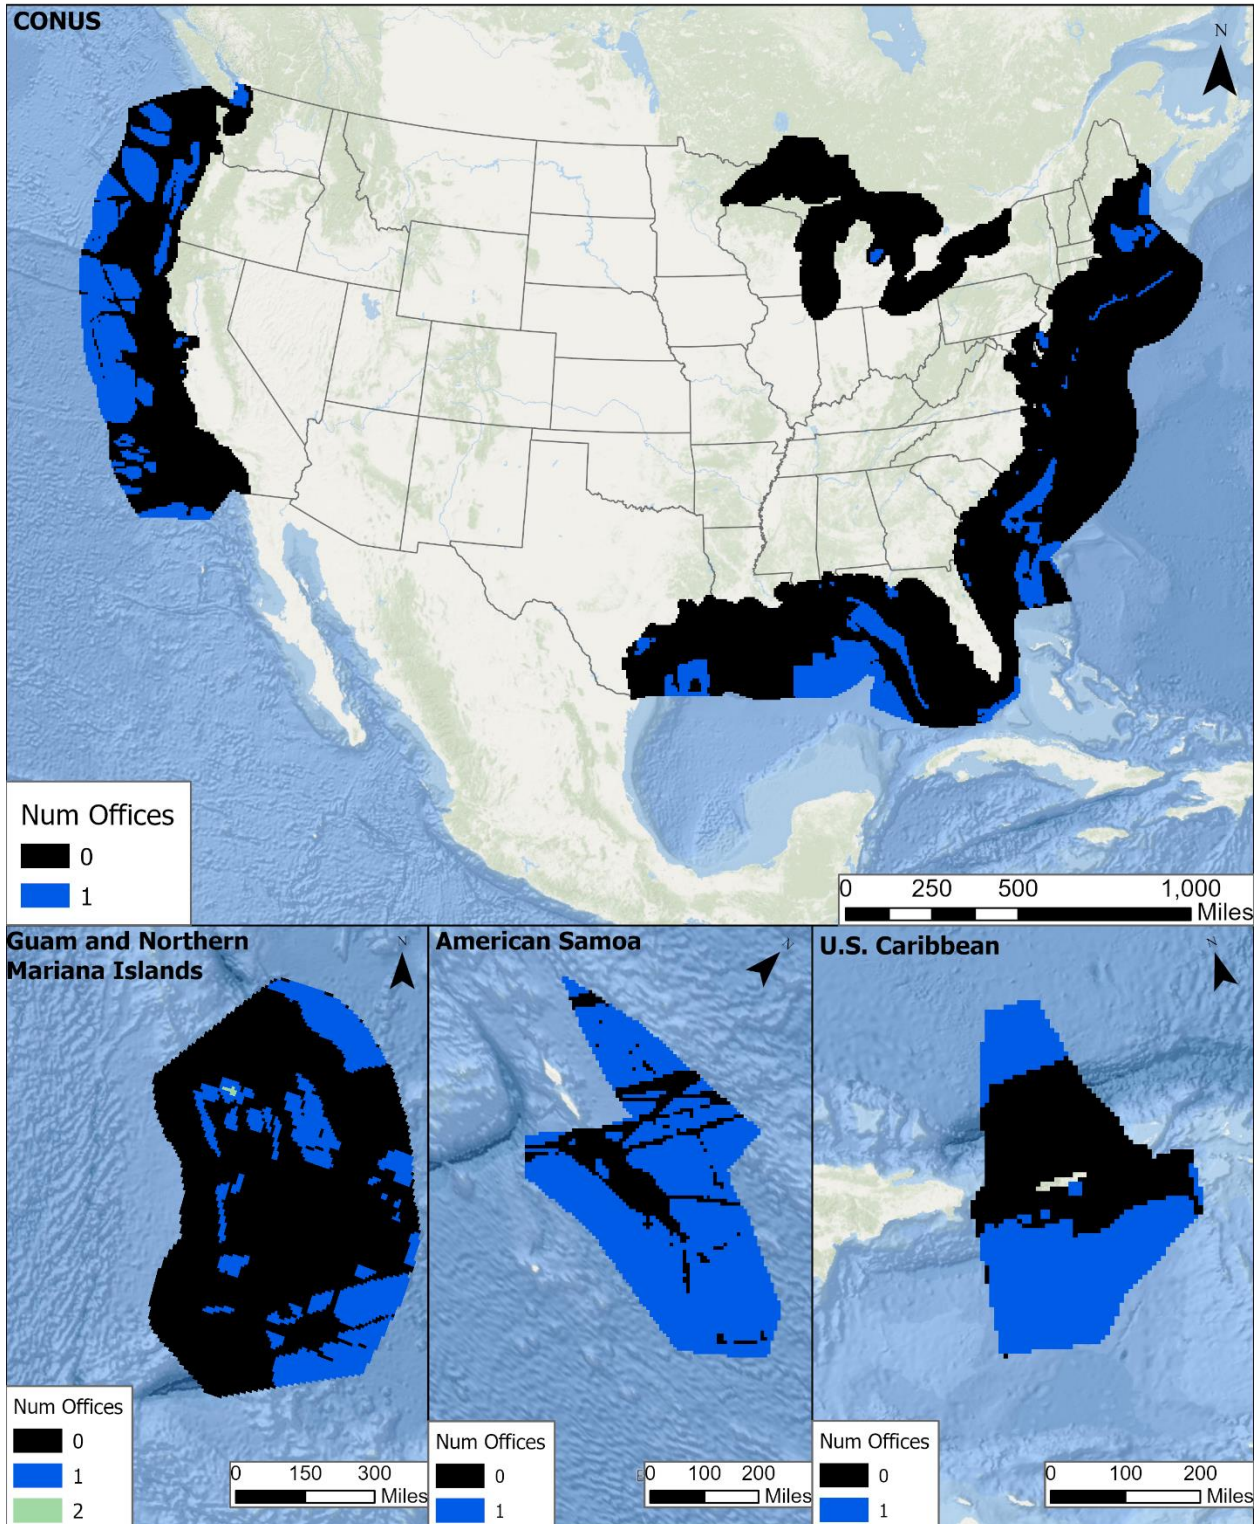 CONUS
N
Num Offices
0
1
0 250 500 1,000
Miles
Guam and Northern
Mariana Islands
N
Num Offices
0
1
2
0 150 300
Miles
American Samoa
N
Num Offices
0
1
0 100 200
Miles
U.S. Caribbean
N
Num Offices
0
1
0 100 200
Miles